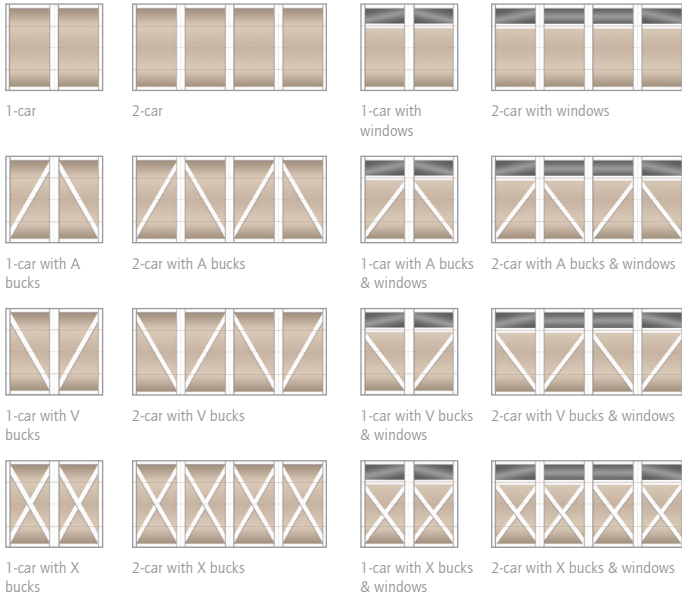 1-car
2-car
1-car with
windows
2-car with windows
1-car with A
bucks
2-car with A bucks
1-car with A bucks
& windows
2-car with A bucks & windows
1-car with V
bucks
2-car with V bucks
1-car with V bucks
& windows
2-car with V bucks & windows
1-car with X
bucks
2-car with X bucks
1-car with X bucks
& windows
2-car with X bucks & windows